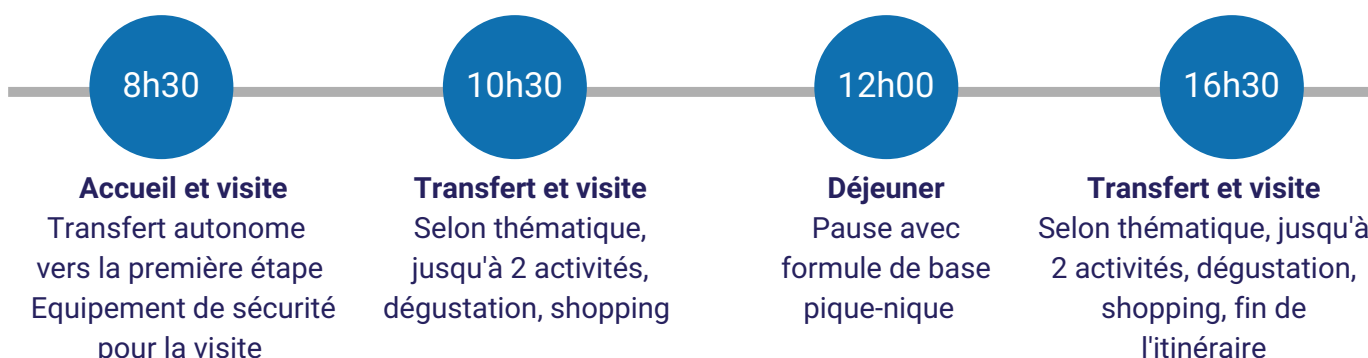 8h30
10h30
12h00
16h30
Accueil et visite
Transfert autonome
vers la première étape
Equipement de sécurité
pour la visite
Transfert et visite
Selon thématique,
jusqu'à 2 activités,
dégustation, shopping
Déjeuner
Pause avec
formule de base
pique-nique
Transfert et visite
Selon thématique, jusqu'à
2 activités, dégustation,
shopping, fin de
l'itinéraire